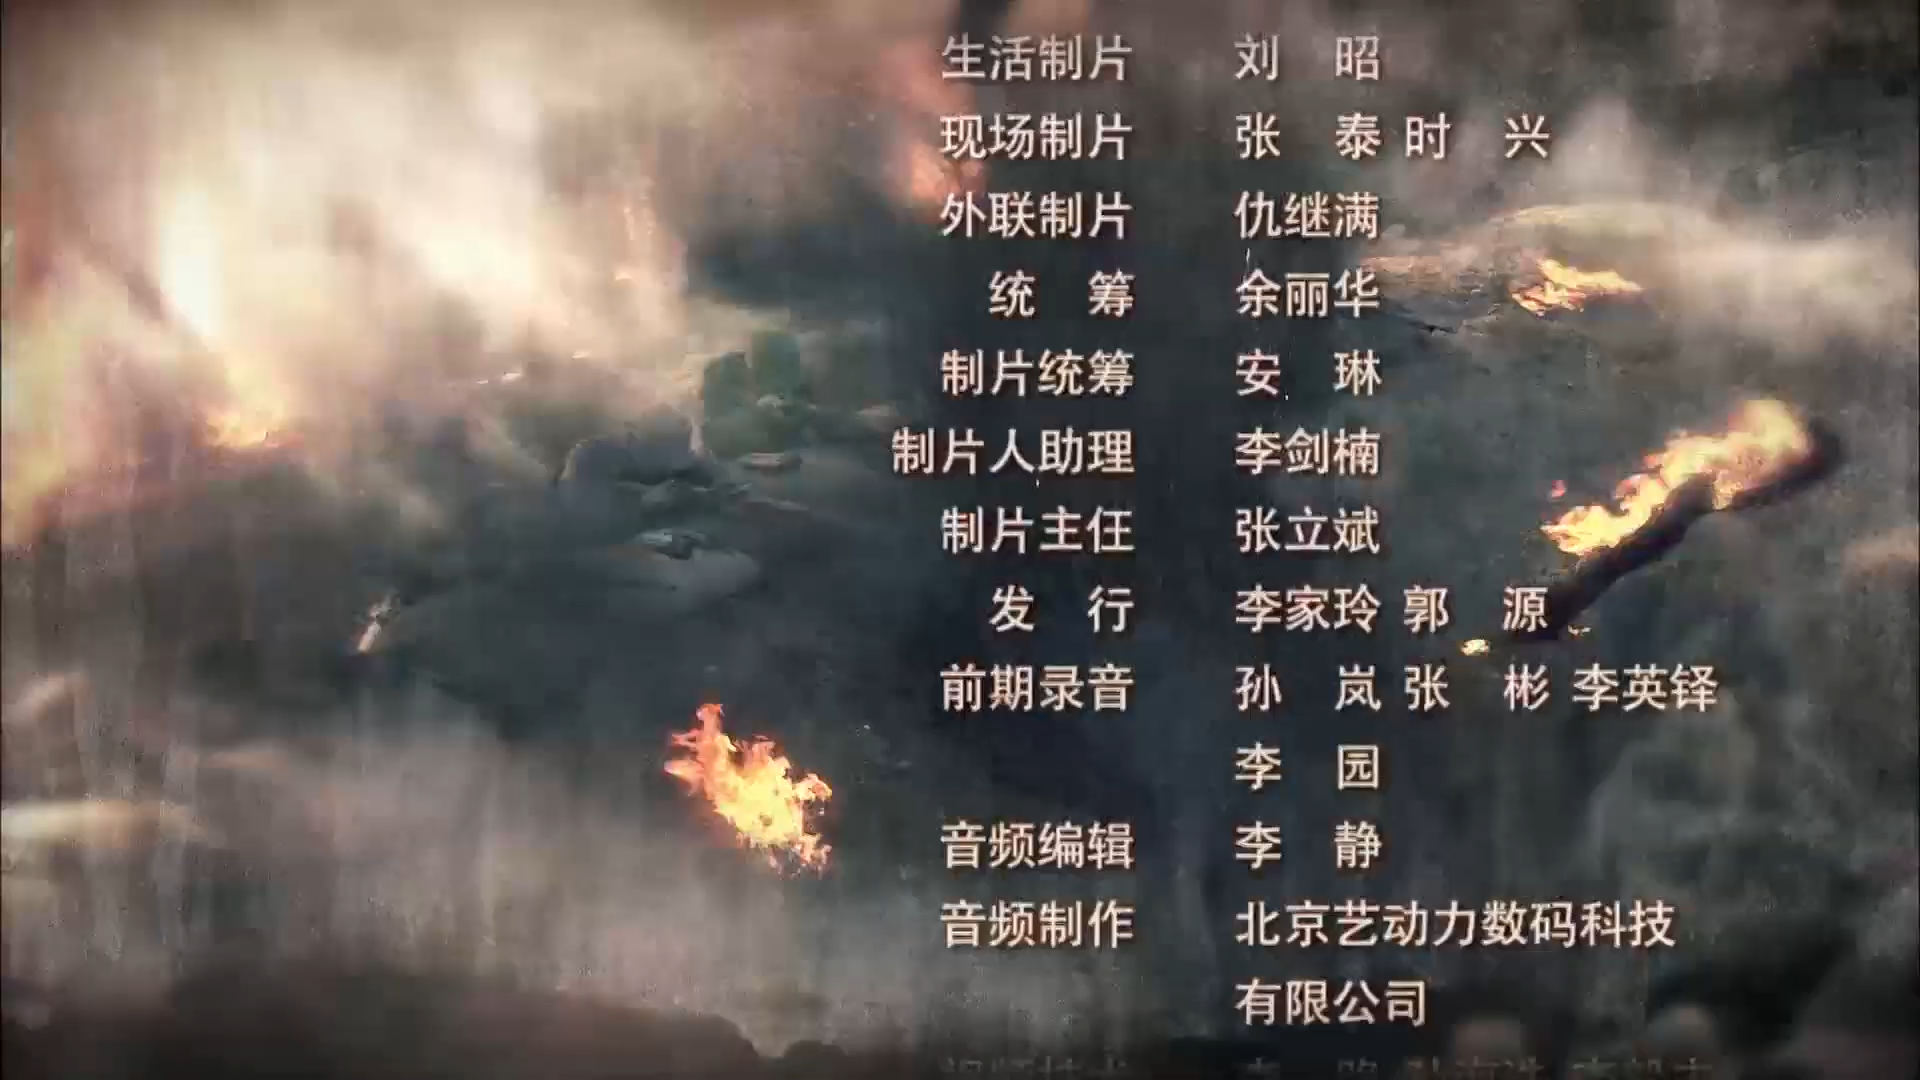 生活制片 刘 昭
现场制片 张 泰 时 兴
外联制片 仇继满
统 筹 余丽华
制片统筹 安 琳
制片人助理 李剑楠
制片主任 张立斌
发 行 李家玲 郭 源
前期录音 孙 岚 张 彬 李英铎
李 园
音频编辑 李 静
音频制作 北京艺动力数码科技
有限公司